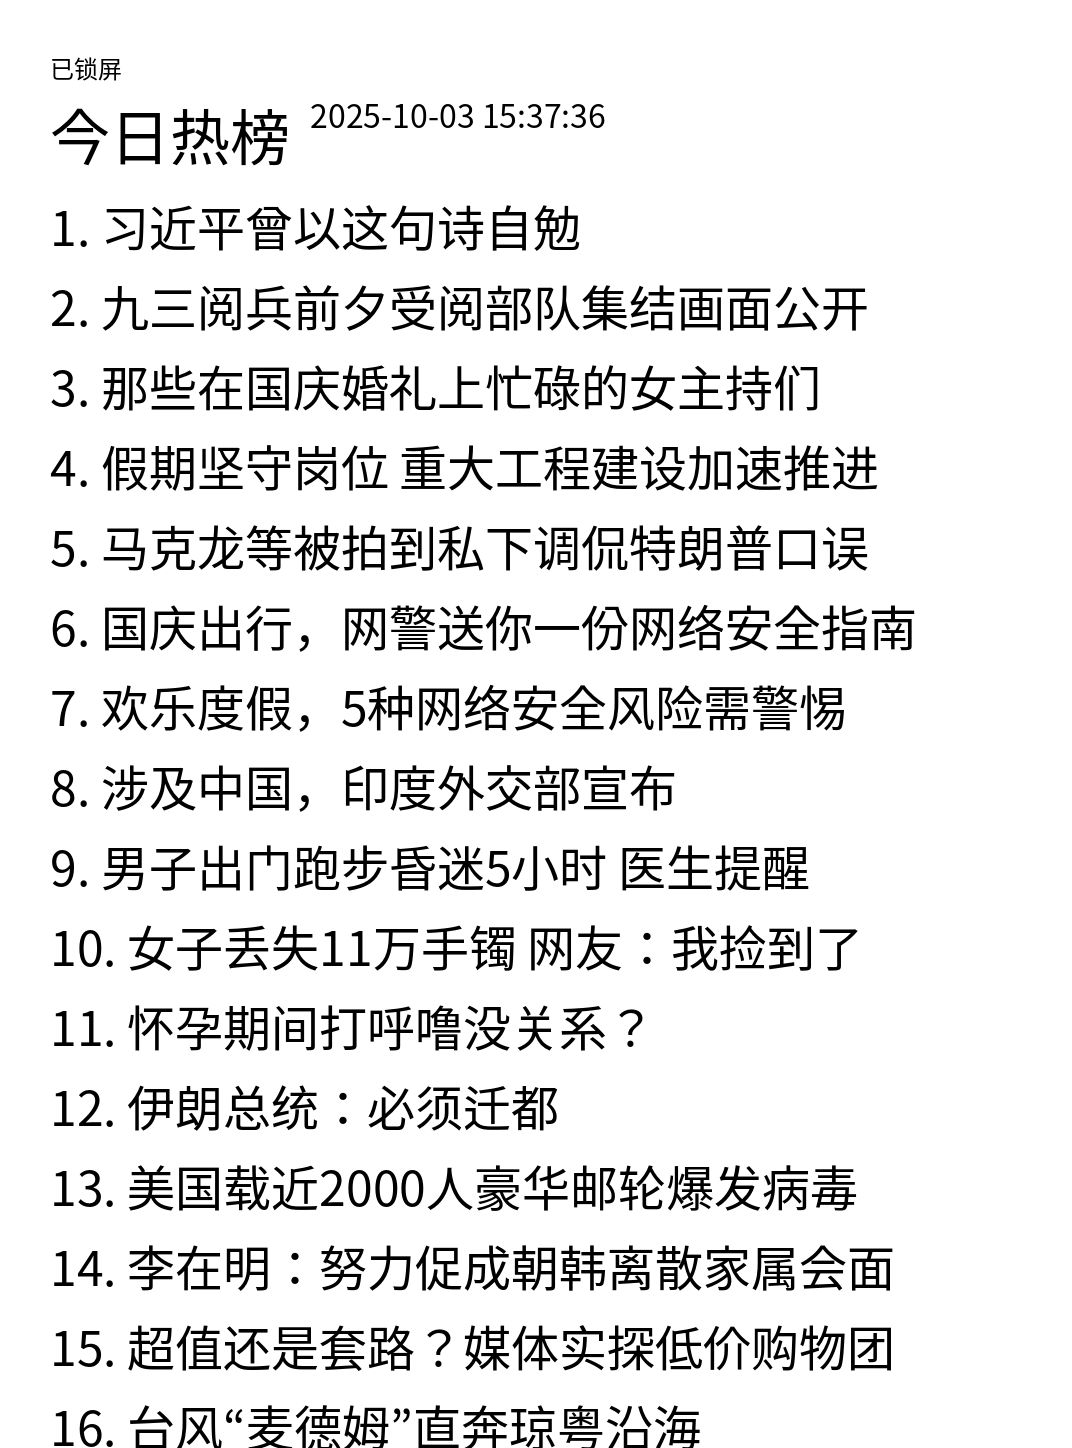 已锁屏
今日热榜 2025-10-03 15:37:36
1. 习近平曾以这句诗自勉
2. 九三阅兵前夕受阅部队集结画面公开
3. 那些在国庆婚礼上忙碌的女主持们
4. 假期坚守岗位 重大工程建设加速推进
5. 马克龙等被拍到私下调侃特朗普口误
6. 国庆出行，网警送你一份网络安全指南
7. 欢乐度假，5种网络安全风险需警惕
8. 涉及中国，印度外交部宣布
9. 男子出门跑步昏迷5小时 医生提醒
10. 女子丢失11万手镯 网友：我捡到了
11. 怀孕期间打呼噜没关系？
12. 伊朗总统：必须迁都
13. 美国载近2000人豪华邮轮爆发病毒
14. 李在明：努力促成朝韩离散家属会面
15. 超值还是套路？媒体实探低价购物团
16. 台风“麦德姆”直奔琼粤沿海